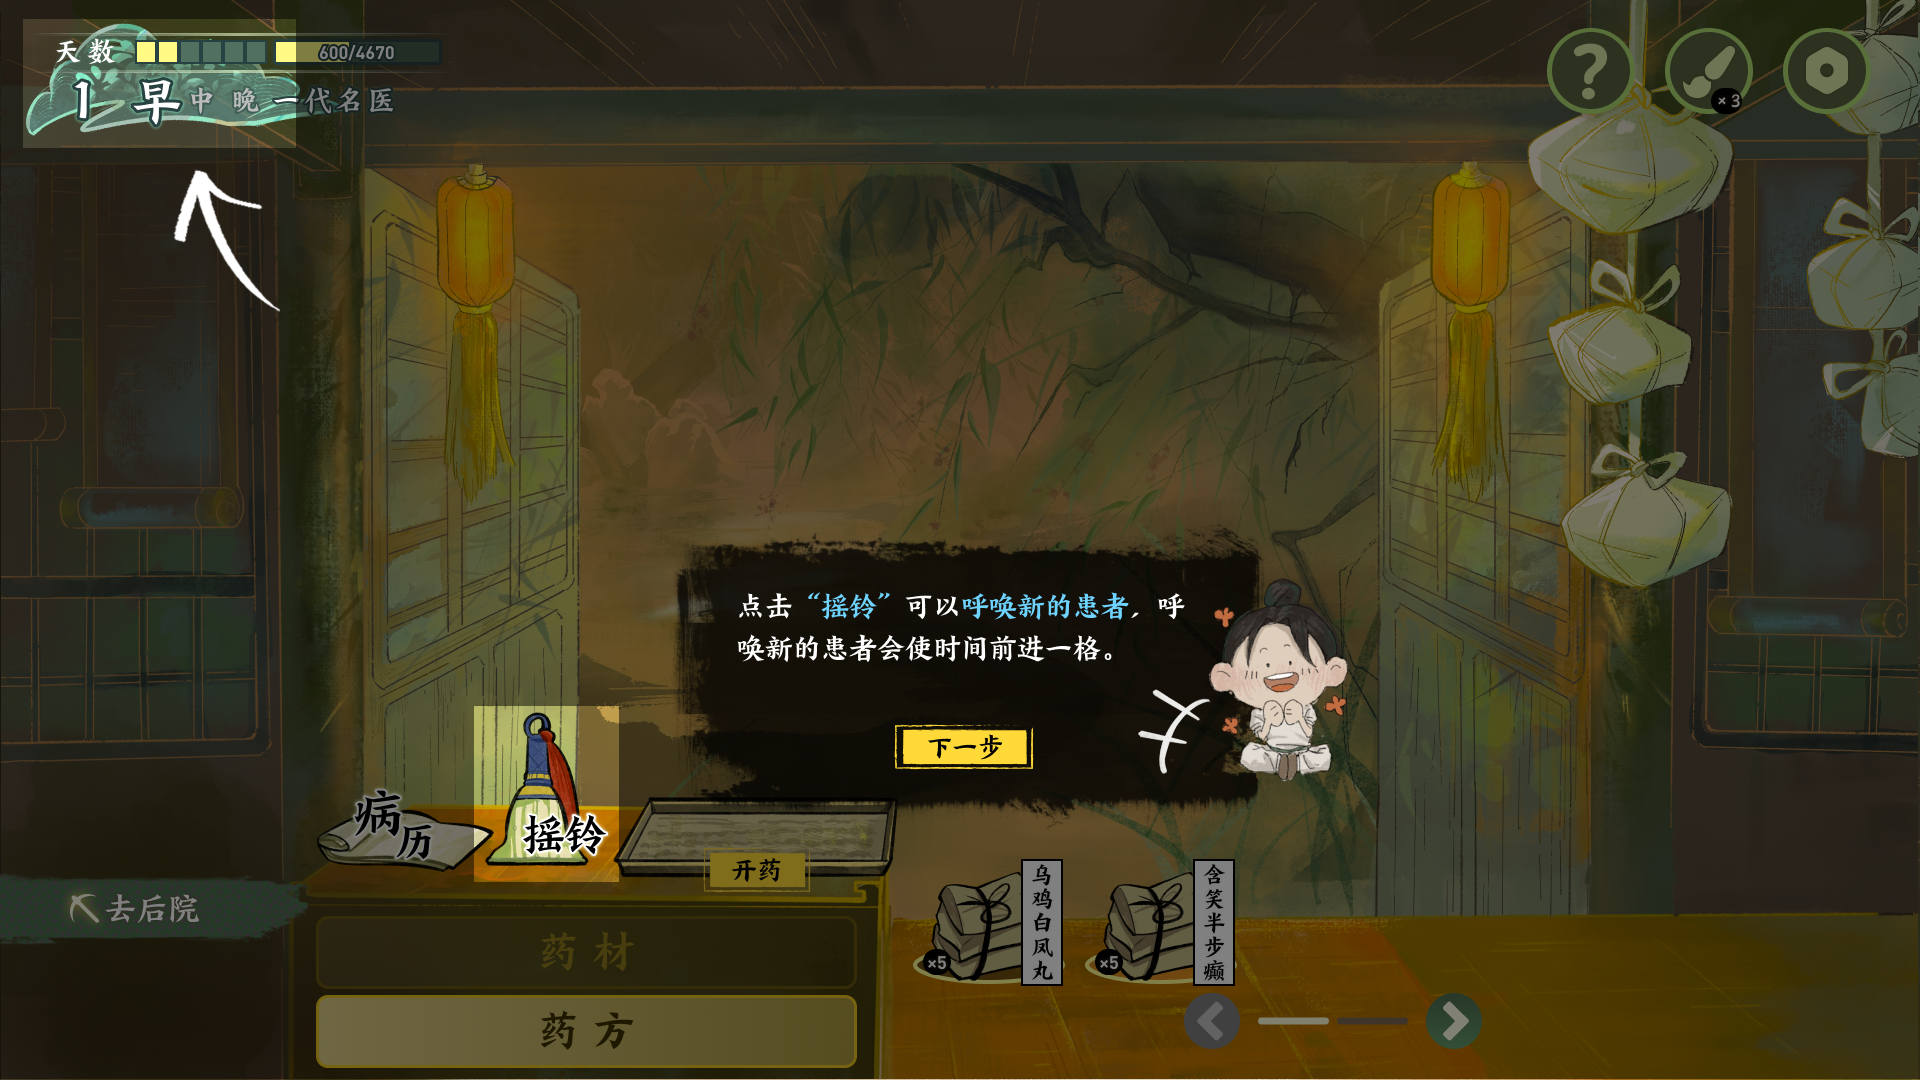 天数
600/4670
1 早 中 晚 一代名医
× 3
点击“摇铃”可以呼唤新的患者，呼
唤新的患者会使时间前进一格。
下一步
病历
摇铃
开药
去后院
药材
药方
×5
乌鸡白凤丸
×5
含笑半步癫